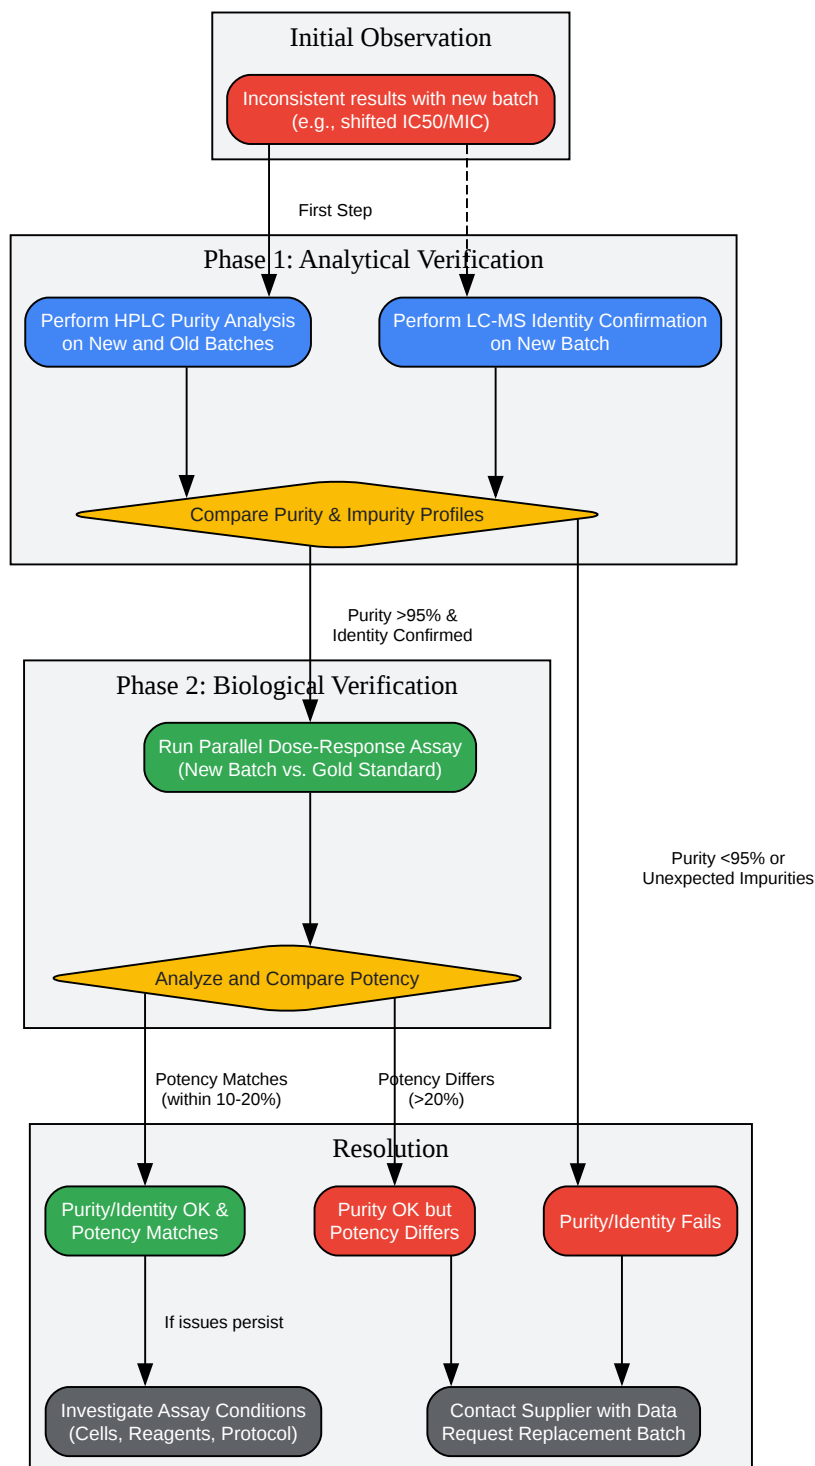 Initial Observation
Inconsistent results with new batch
(e.g., shifted IC50/MIC)
First Step
Phase 1: Analytical Verification
Perform HPLC Purity Analysis
on New and Old Batches
Perform LC-MS Identity Confirmation
on New Batch
Compare Purity & Impurity Profiles
Purity >95% &
Identity Confirmed
Phase 2: Biological Verification
Run Parallel Dose-Response Assay
(New Batch vs. Gold Standard)
Purity <95% or
Unexpected Impurities
Analyze and Compare Potency
Potency Matches
(within 10-20%)
Potency Differs
(>20%)
Resolution
Purity/Identity OK &
Potency Matches
Purity OK but
Potency Differs
Purity/Identity Fails
If issues persist
Investigate Assay Conditions
(Cells, Reagents, Protocol)
Contact Supplier with Data
Request Replacement Batch